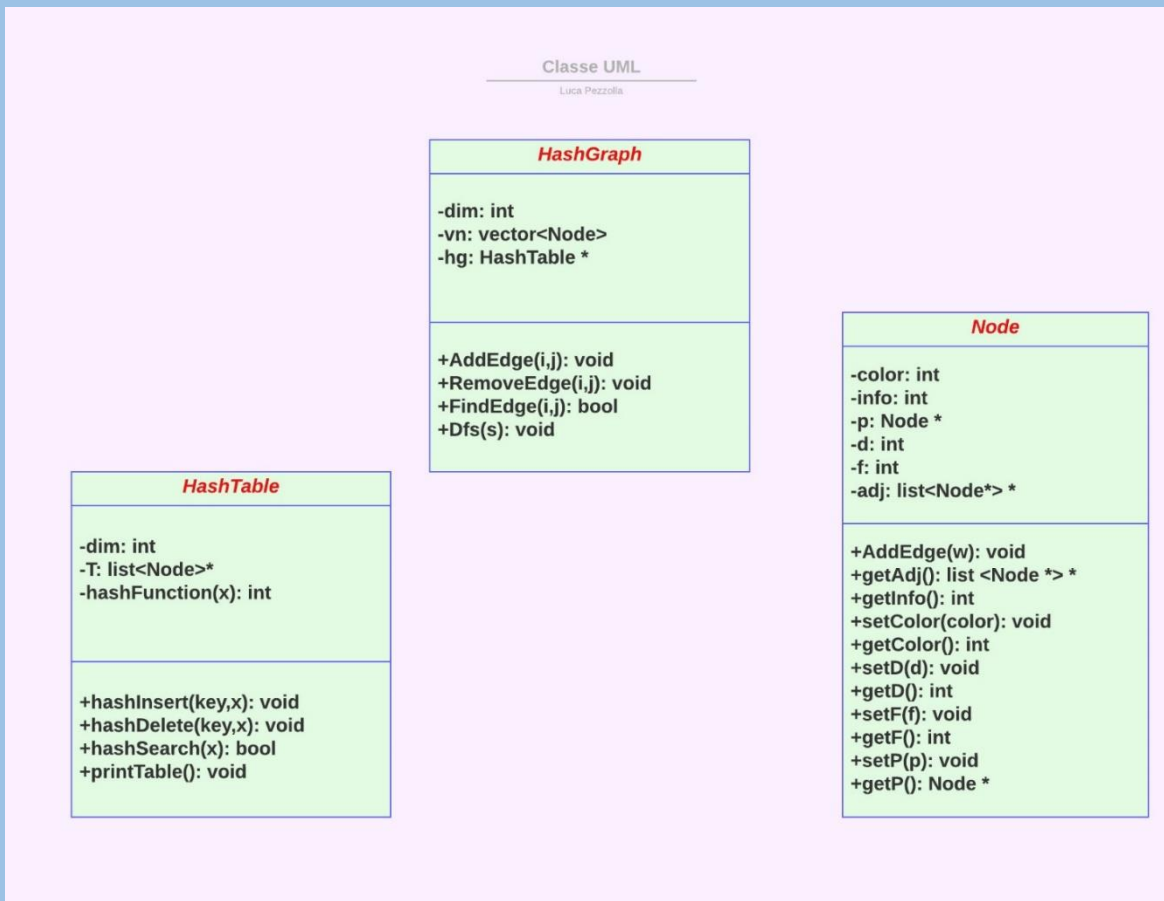 Classe UML
Luca Pezzolla
HashGraph
-dim: int
-vn: vector<Node>
-hg: HashTable *
+AddEdge(i,j): void
+RemoveEdge(i,j): void
+FindEdge(i,j): bool
+Dfs(s): void
HashTable
-dim: int
-T: list<Node>*
-hashFunction(x): int
+hashInsert(key,x): void
+hashDelete(key,x): void
+hashSearch(x): bool
+printTable(): void
Node
-color: int
-info: int
-p: Node *
-d: int
-f: int
-adj: list<Node*> *
+AddEdge(w): void
+getAdj(): list <Node *> *
+getInfo(): int
+setColor(color): void
+getColor(): int
+setD(d): void
+getD(): int
+setF(f): void
+getF(): int
+setP(p): void
+getP(): Node *